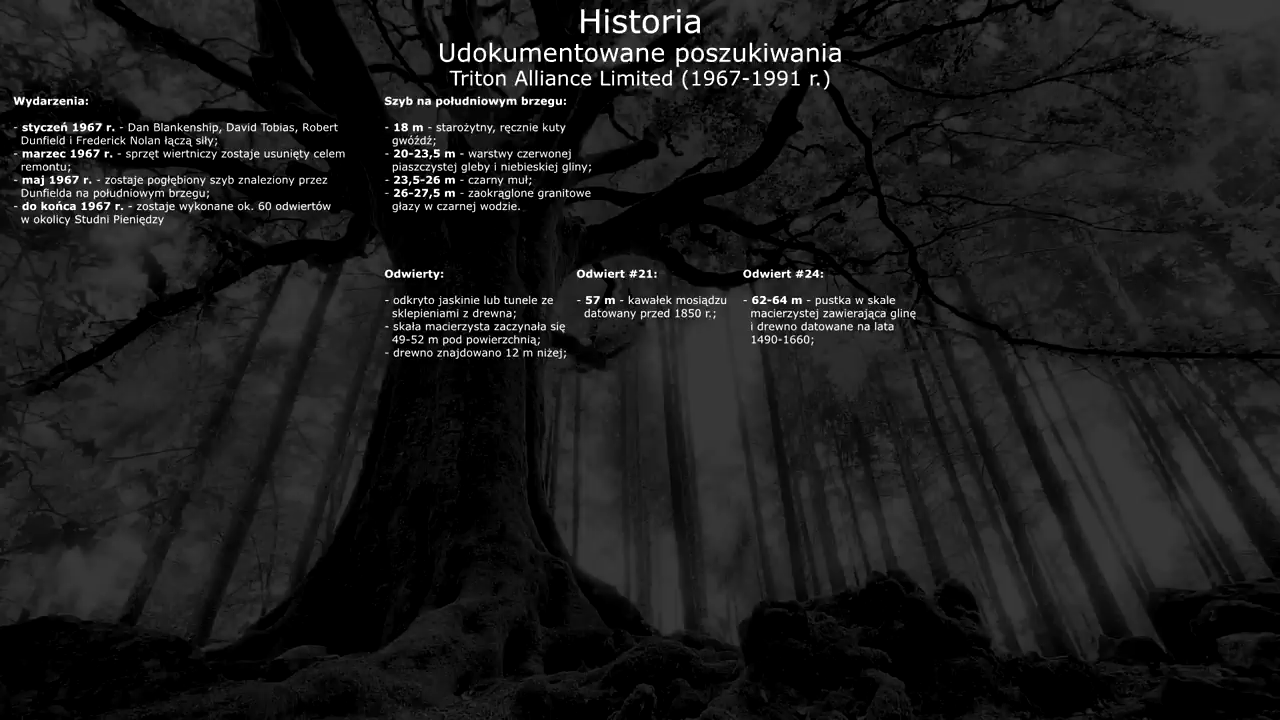 Historia
Udokumentowane poszukiwania
Triton Alliance Limited (1967-1991 r.)
Wydarzenia:
- styczeń 1967 r. - Dan Blankenship, David Tobias, Robert
Dunfield i Frederick Nolan łączą siły;
- marzec 1967 r. - sprzęt wiertniczy zostaje usunięty celem
remontu;
- maj 1967 r. - zostaje pogłębiony szyb znaleziony przez
Dunfielda na południowym brzegu;
- do końca 1967 r. - zostaje wykonane ok. 60 odwiertów
w okolicy Studni Pieniędzy
Szyb na południowym brzegu:
- 18 m - starożytny, ręcznie kuty
gwóźdź;
- 20-23,5 m - warstwy czerwonej
piaszczystej gleby i niebieskiej gliny;
- 23,5-26 m - czarny muł;
- 26-27,5 m - zaokrąglone granitowe
głazy w czarnej wodzie.
Odwierty:
- odkryto jaskinie lub tunele ze
sklepieniami z drewna;
- skała macierzysta zaczynała się
49-52 m pod powierzchnią;
- drewno znajdowano 12 m niżej;
Odwiert #21:
- 57 m - kawałek mosiądzu
datowany przed 1850 r.;
Odwiert #24:
- 62-64 m - pustka w skale
macierzystej zawierająca glinę
i drewno datowane na lata
1490-1660;